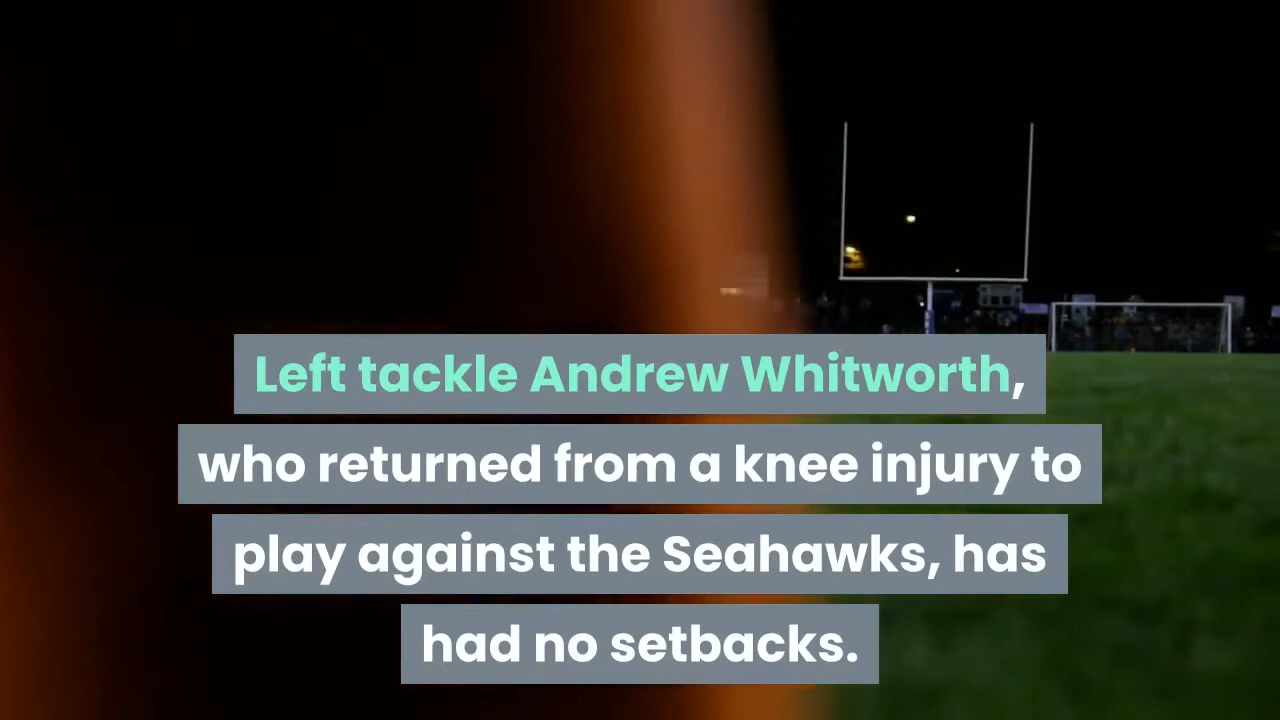 Left tackle Andrew Whitworth,
who returned from a knee injury to
play against the Seahawks, has
had no setbacks.